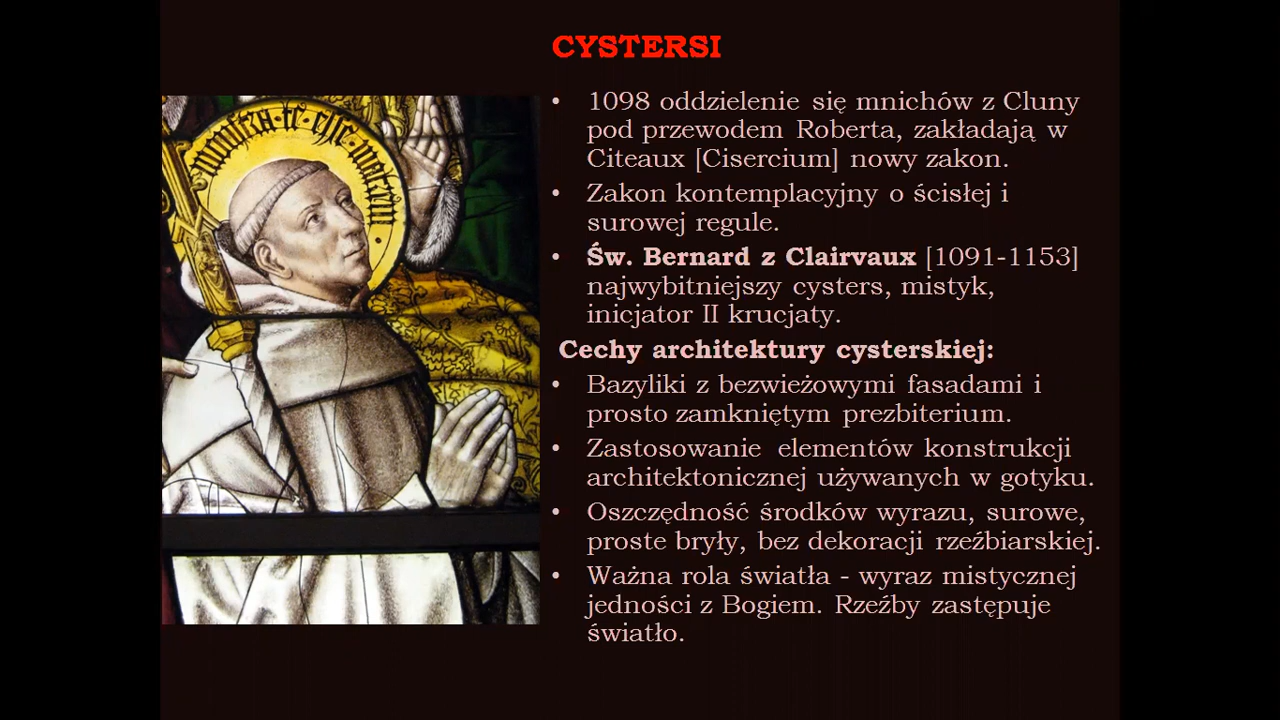 CYSTERSI
• 1098 oddzielenie się mnichów z Cluny
pod przewodem Roberta, zakładają w
Citeaux [Cisercium] nowy zakon.
• Zakon kontemplacyjny o ścisłej i
surowej regule.
• Św. Bernard z Clairvaux [1091-1153]
najwybitniejszy cysters, mistyk,
inicjator II krucjaty.
Cechy architektury cysterskiej:
• Bazyliki z bezwieżowymi fasadami i
prosto zamkniętym prezbiterium.
• Zastosowanie elementów konstrukcji
architektonicznej używanych w gotyku.
• Oszczędność środków wyrazu, surowe,
proste bryły, bez dekoracji rzeźbiarskiej.
• Ważna rola światła - wyraz mistycznej
jedności z Bogiem. Rzeźby zastępuje
światło.
te esse matrem